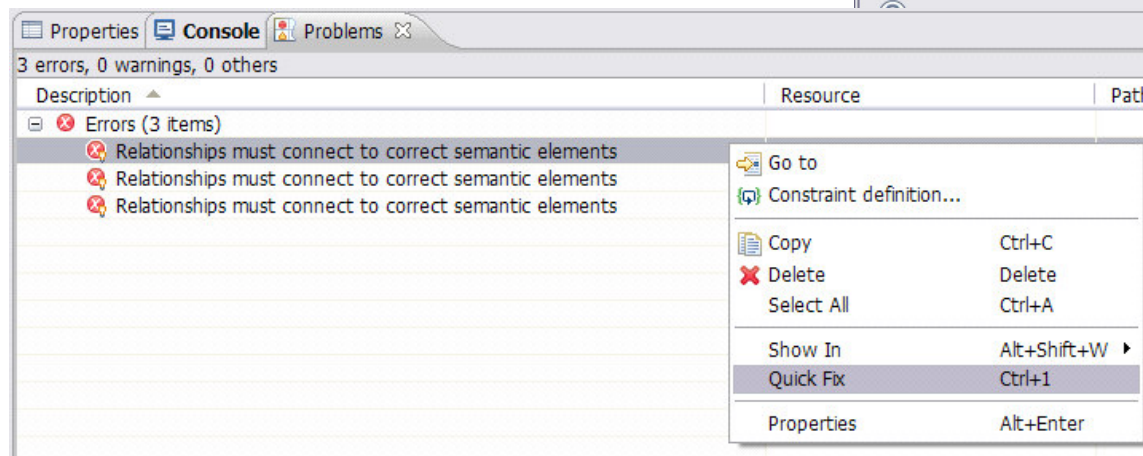 Properties Console Problems
3 errors, 0 warnings, 0 others
Description Resource
Errors (3 items)
Relationships must connect to correct semantic elements
Relationships must connect to correct semantic elements
Relationships must connect to correct semantic elements
Go to
Constraint definition...
Copy Ctrl+C
Delete Delete
Select All Ctrl+A
Show In Alt+Shift+W
Quick Fix Ctrl+1
Properties Alt+Enter